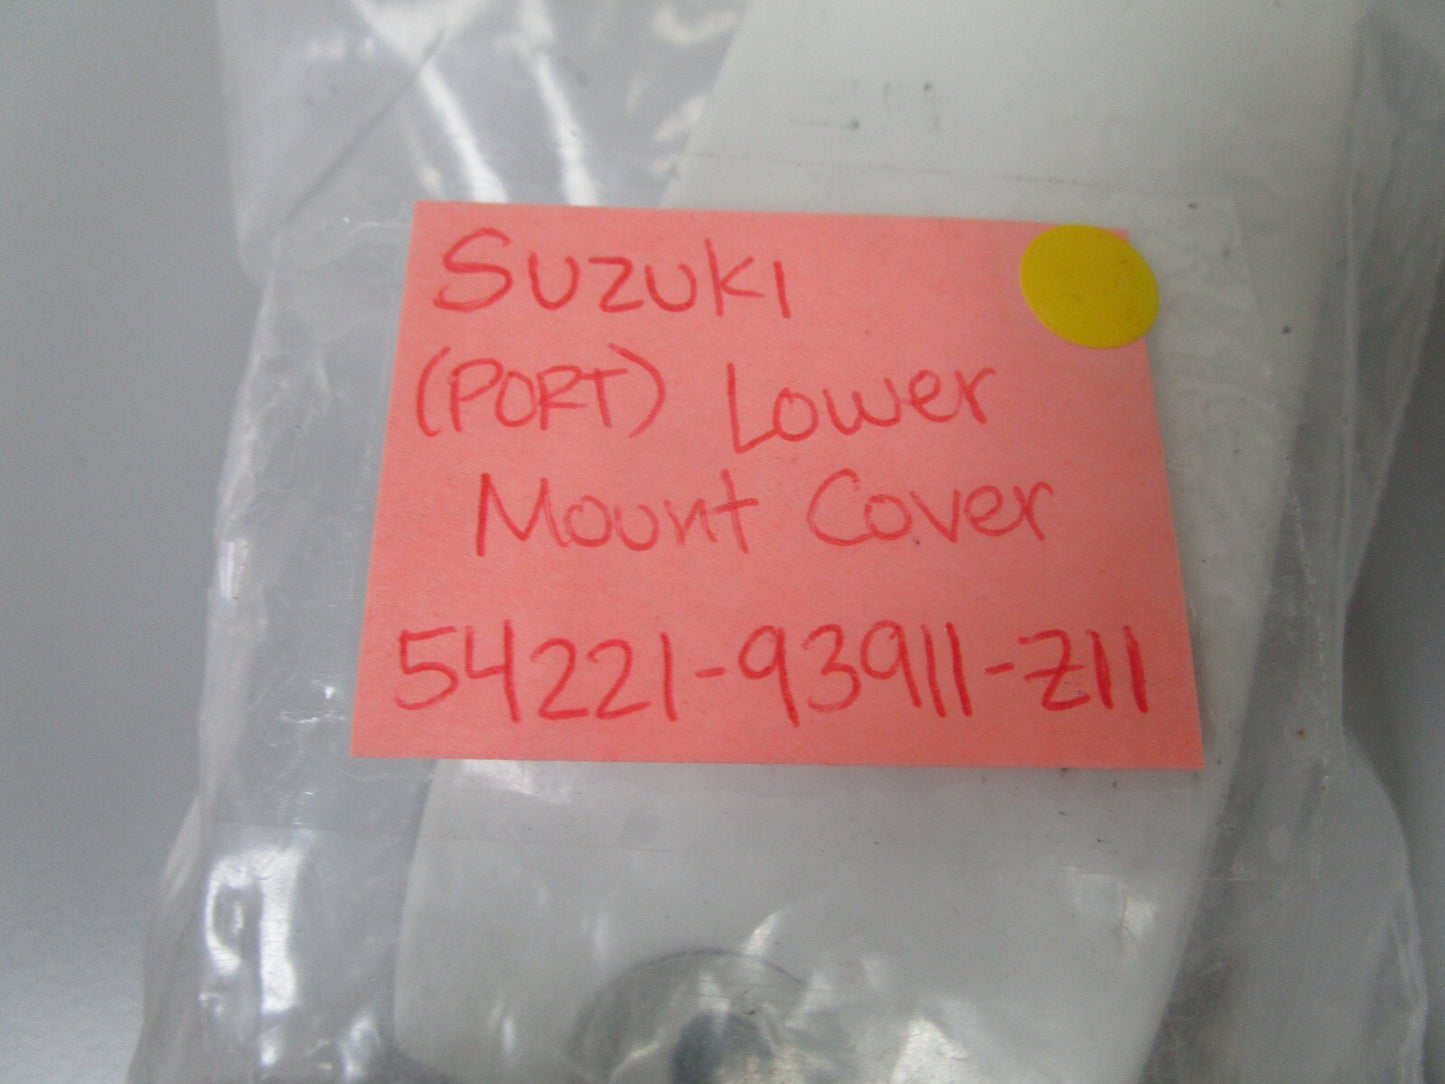 Suzuki
(PORT) Lower
Mount Cover
54221-93911-Z11